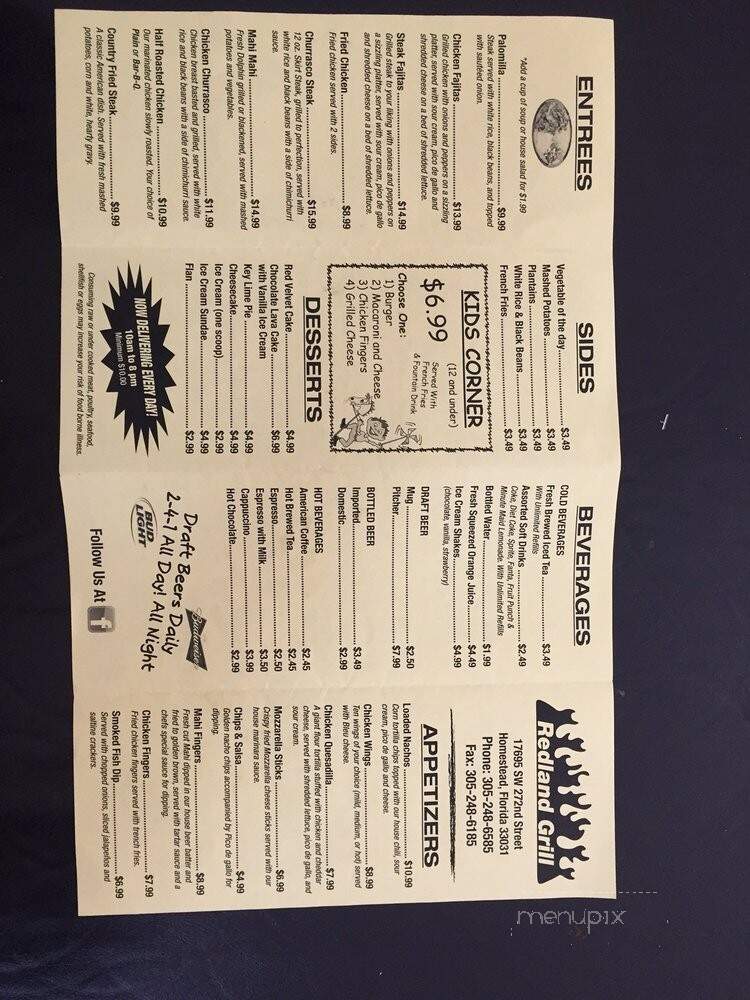 ENTREES
*Add a cup of soup or house salad for $1.99
Palomilla $9.99
Steak served with white rice, black beans, and topped
with sautéed onion.
Chicken Fajitas $13.99
Grilled chicken with onions and peppers on a sizzling
platter, served with sour cream, pico de gallo and
shredded cheese on a bed of shredded lettuce.
Steak Fajitas $14.99
Grilled steak to your liking with onions and peppers on
a sizzling platter, served with sour cream, pico de gallo
and shredded cheese on a bed of shredded lettuce.
Fried Chicken $8.99
Fried chicken served with 2 sides.
Churrasco Steak $15.99
12 oz. Skirt Steak, grilled to perfection, served with
white rice and black beans with a side of chimichurri
sauce.
Mahi Mahi $14.99
Fresh Dolphin grilled or blackened, served with mashed
potatoes and vegetables.
Chicken Churrasco $11.99
Chicken breast basted and grilled, served with white
rice and black beans with a side of chimichurri sauce.
Half Roasted Chicken $10.99
Our marinated chicken slowly roasted. Your choice of
Plain or Bar-B-Q.
Country Fried Steak $9.99
A classic American dish. Served with fresh mashed
potatoes, corn and white, pearly gravy.
SIDES
Vegetable of the day $3.49
Mashed Potatoes $3.49
Plantains $3.49
White Rice & Black Beans $3.49
French Fries $3.49
KIDS CORNER
(12 and under)
$6.99
Served With
French Fries
& Fountain Drink
Choose One:
1) Burger
2) Macaroni and Cheese
3) Chicken Fingers
4) Grilled Cheese
DESSERTS
Red Velvet Cake $4.99
Chocolate Lava Cake
with Vanilla Ice Cream $6.99
Key Lime Pie $4.99
Cheesecake $4.99
Ice Cream (one scoop) $2.99
Ice Cream Sundae $4.99
Flan $2.99
NOW DELIVERING EVERY DAY!
10am to 8 pm
Minimum $10.00
Consuming raw or under cooked meat, poultry, seafood,
shellfish or eggs may increase your risk of food borne illness.
BEVERAGES
COLD BEVERAGES
Fresh Brewed Iced Tea $3.49
With Unlimited Refills
Assorted Soft Drinks $2.49
Coke, Diet Coke, Sprite, Fanta, Fruit Punch &
Minute Maid Lemonade. With Unlimited Refills
Bottled Water $1.99
Fresh Squeezed Orange Juice $4.49
Ice Cream Shakes $4.99
(chocolate, vanilla, strawberry)
DRAFT BEER
Mug $2.50
Pitcher $7.99
BOTTLED BEER
Imported $3.49
Domestic $2.99
HOT BEVERAGES
American Coffee $2.45
Hot Brewed Tea $2.45
Espresso $2.50
Espresso with Milk $3.50
Cappuccino $3.99
Hot Chocolate $2.99
Budweiser
Draft Beers Daily
2-4-1 All Day! All Night
BUD
LIGHT
Follow Us At f
Redland Grill
17695 SW 272nd Street
Homestead, Florida 33031
Phone: 305-248-6585
Fax: 305-248-6185
APPETIZERS
Loaded Nachos $10.99
Corn tortilla chips topped with our house chili, sour
cream, pico de gallo and cheese.
Chicken Wings $8.99
Ten wings of your choice (mild, medium, or hot) served
with Bleu cheese.
Chicken Quesadilla $7.99
A giant flour tortilla stuffed with chicken and cheddar
cheese, served with shredded lettuce, pico de gallo, and
sour cream.
Mozzarella Sticks $6.99
Crispy fried Mozzarella cheese sticks served with our
house marinara sauce.
Chips & Salsa $4.99
Golden nacho chips accompanied by Pico de gallo for
dipping.
Mahi Fingers $8.99
Fresh cut Mahi dipped in our house beer batter and
fried to golden brown, served with tartar sauce and a
chefs special sauce for dipping.
Chicken Fingers $7.99
Fried chicken fingers served with french fries.
Smoked Fish Dip $6.99
Served with chopped onions, sliced jalapeños and
saltine crackers.
menupix